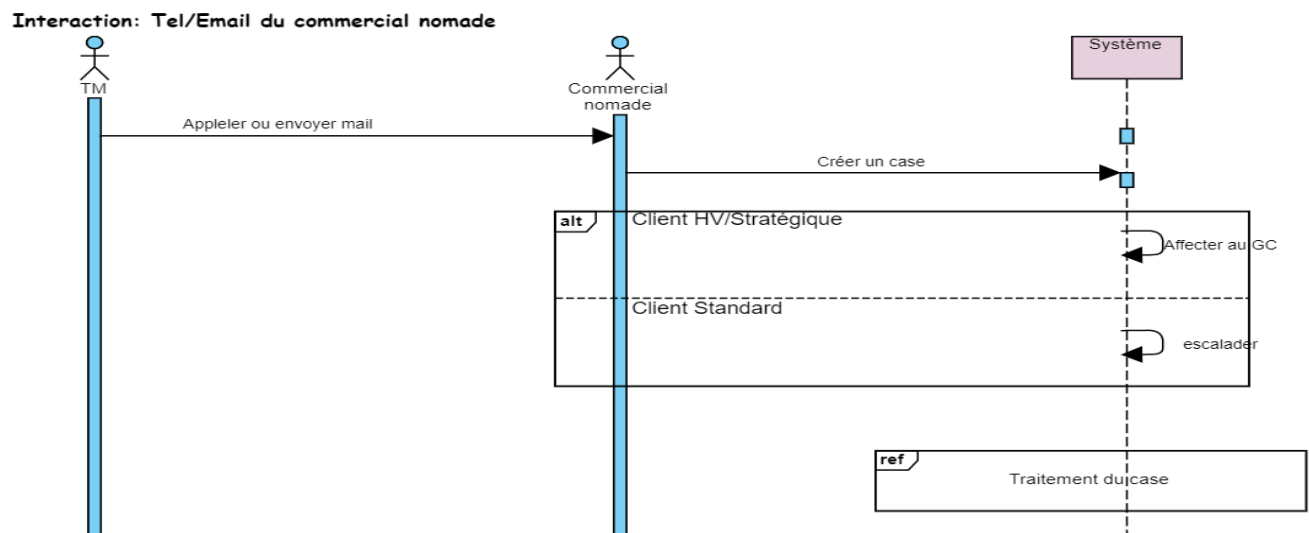 Interaction: Tel/Email du commercial nomade
Système
TM
Commercial
nomade
Appleler ou envoyer mail
Créer un case
alt
Client HV/Stratégique
Affecter au GC
Client Standard
escalader
ref
Traitement du case